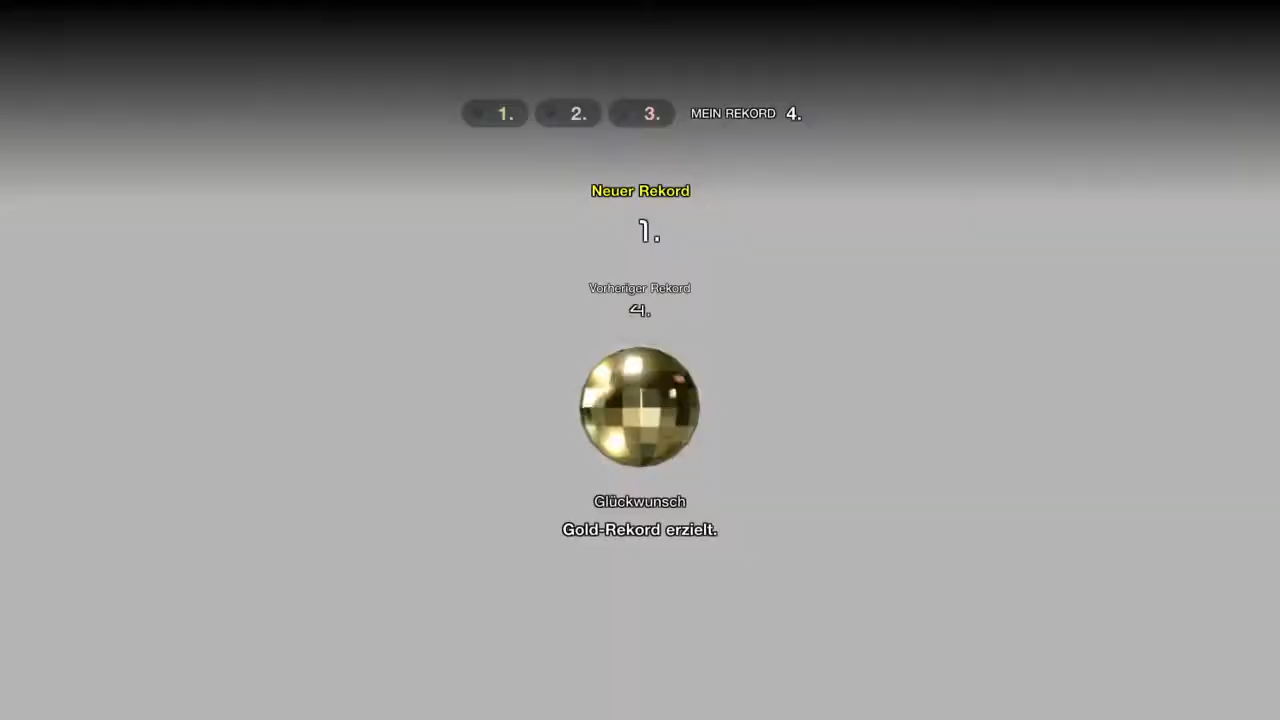 1. 2. 3. MEIN REKORD 4.
Neuer Rekord
1.
Vorheriger Rekord
4.
Glückwunsch
Gold-Rekord erzielt.